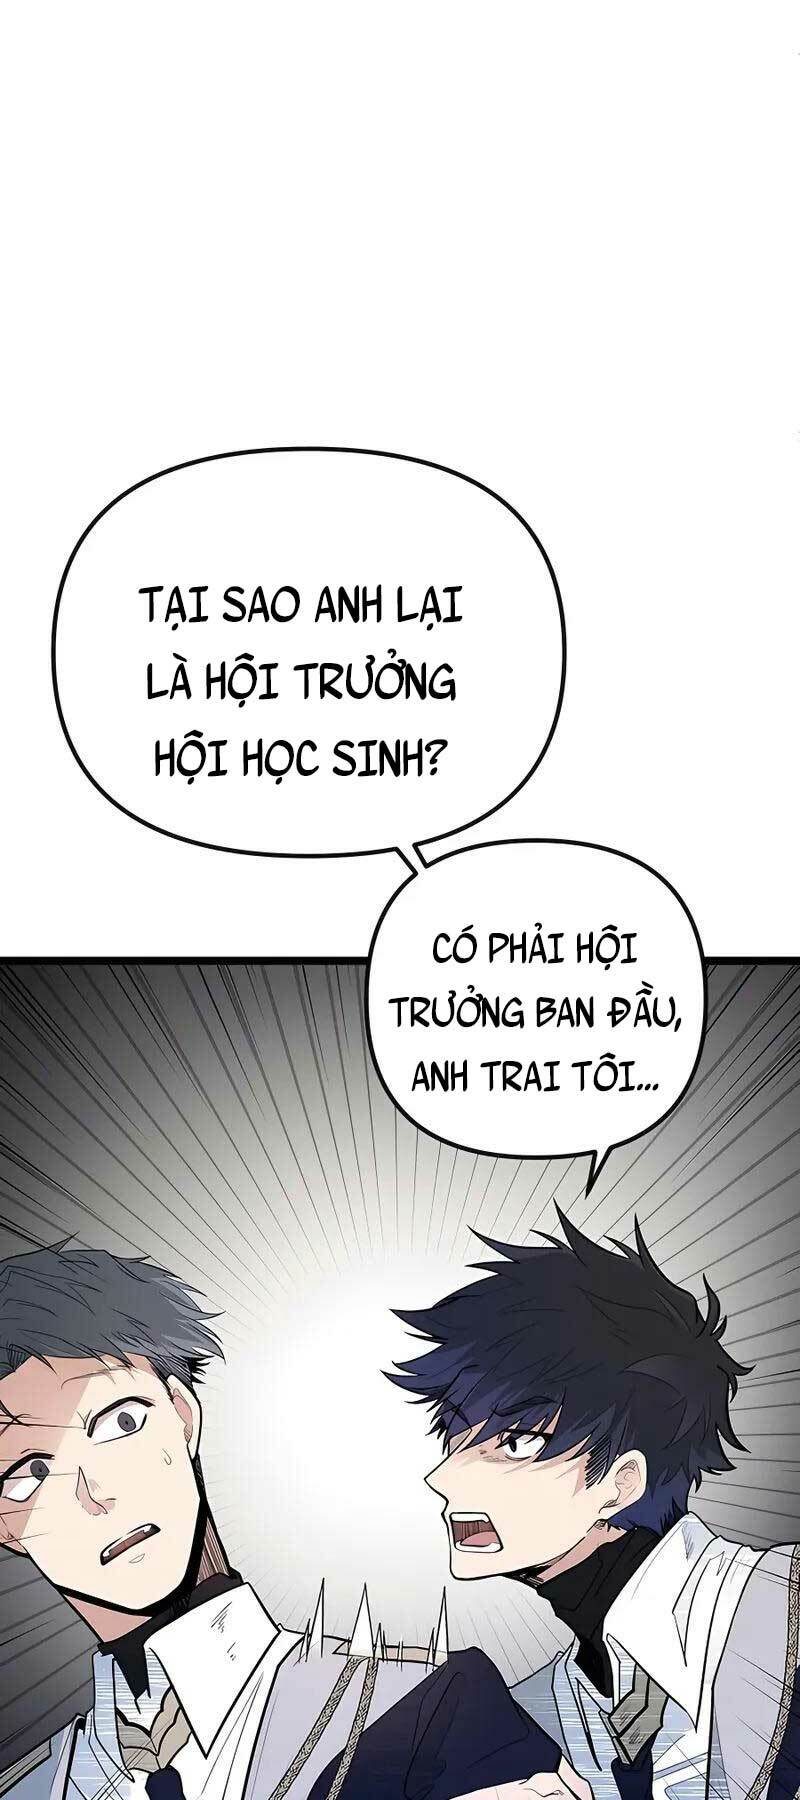 TẠI SAO ANH LẠI
LÀ HỘI TRƯỞNG
HỘI HỌC SINH?
CÓ PHẢI HỘI
TRƯỞNG BAN ĐẦU,
ANH TRAI TÔI...